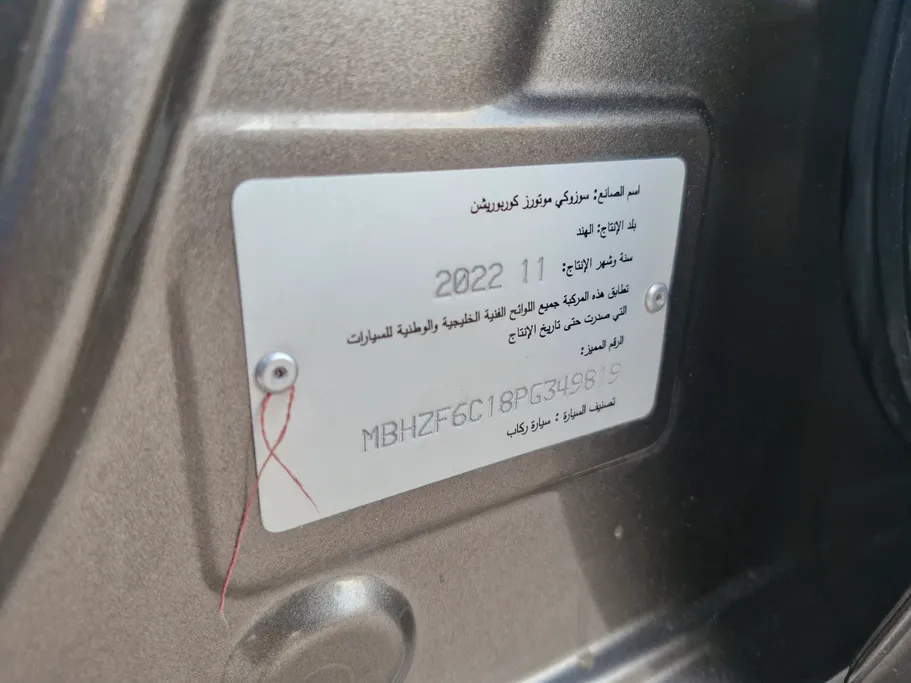 اسم الصانع: سوزوكي موتورز كوربوريشن
بلد الإنتاج: الهند
سنة وشهر الإنتاج: 2022 11
تطابق هذه المركبة جميع اللوائح الفنية الخليجية والوطنية للسيارات
التي صدرت حتى تاريخ الإنتاج
الرقم المميز:
MBHZF6C18PG349819
تصنيف السيارة : سيارة ركاب